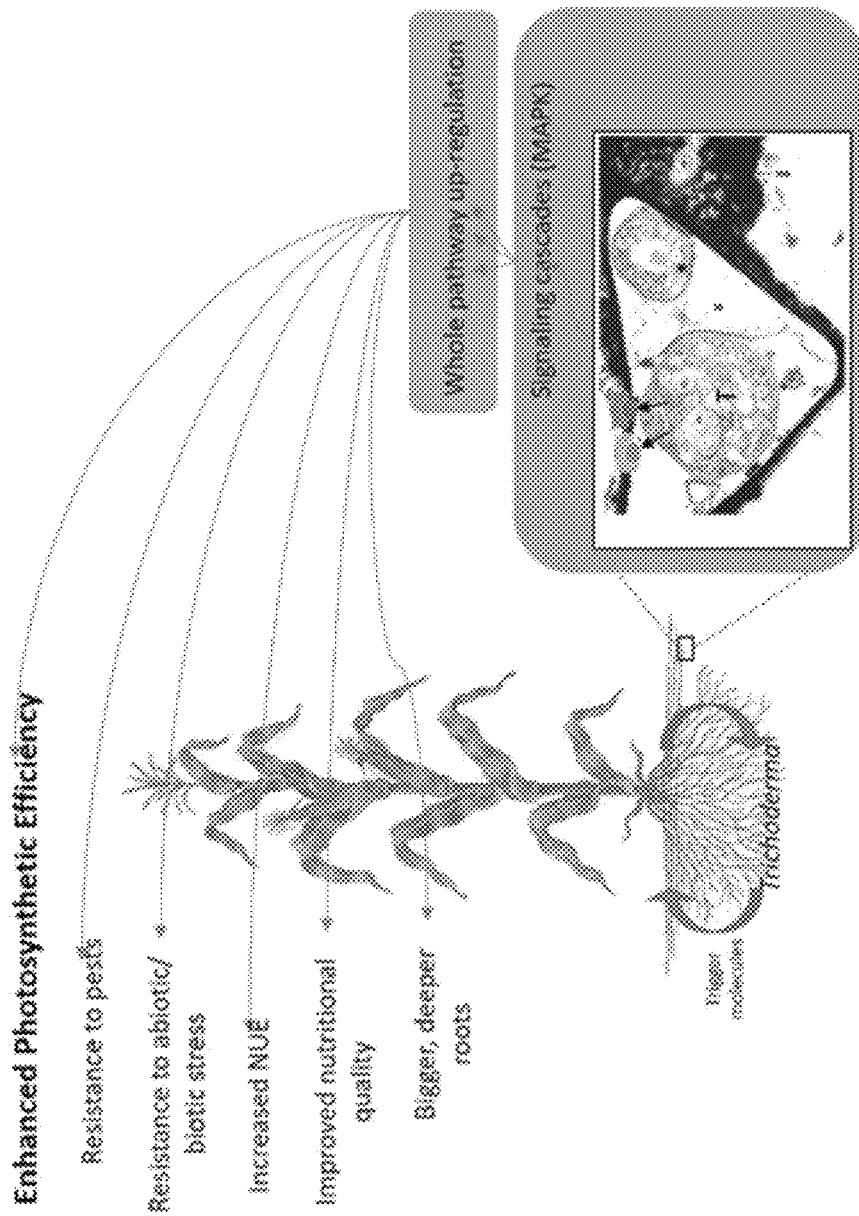 Enhanced Photosynthetic Efficiency
Resistance to pests
Resistance to abiotic/
biotic stress
Increased NUE
Improved nutritional
quality
Bigger, deeper
roots
Trigger
molecules
Trichoderma
Whole pathway up-regulation
Signaling cascades (MAPK)
T